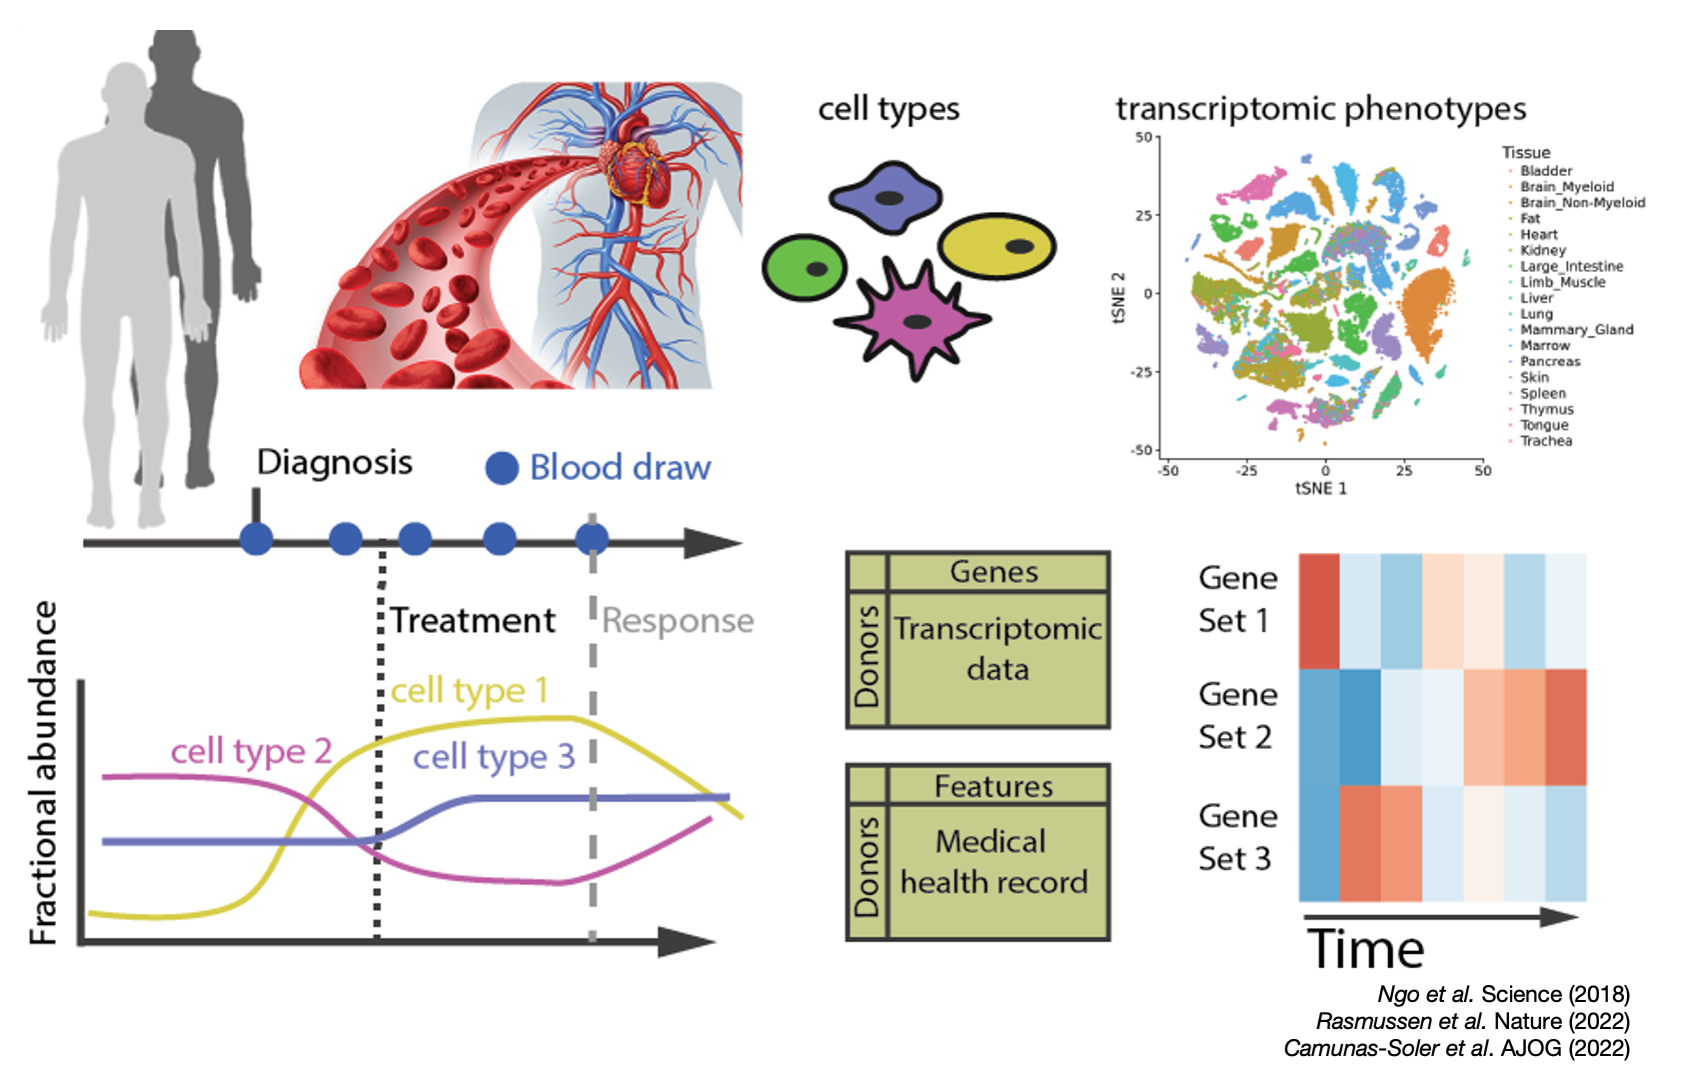 cell types
transcriptomic phenotypes
50
25
0
-25
-50
tSNE 2
-50
-25
0
25
50
tSNE 1
Tissue
Bladder
Brain_Myeloid
Brain_Non-Myeloid
Fat
Heart
Kidney
Large_Intestine
Limb_Muscle
Liver
Lung
Mammary_Gland
Marrow
Pancreas
Skin
Spleen
Thymus
Tongue
Trachea
Diagnosis
Blood draw
Treatment
Response
Fractional abundance
cell type 1
cell type 2
cell type 3
Genes
Donors
Transcriptomic
data
Features
Donors
Medical
health record
Gene
Set 1
Gene
Set 2
Gene
Set 3
Time
Ngo et al. Science (2018)
Rasmussen et al. Nature (2022)
Camunas-Soler et al. AJOG (2022)